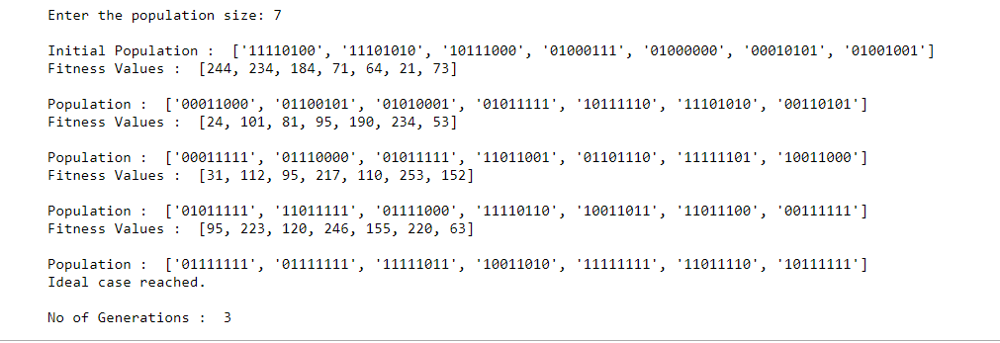 Enter the population size: 7
Initial Population :  ['11110100', '11101010', '10111000', '01000111', '01000000', '00010101', '01001001']
Fitness Values :  [244, 234, 184, 71, 64, 21, 73]
Population :  ['00011000', '01100101', '01010001', '01011111', '10111110', '11101010', '00110101']
Fitness Values :  [24, 101, 81, 95, 190, 234, 53]
Population :  ['00011111', '01110000', '01011111', '11011001', '01101110', '11111101', '10011000']
Fitness Values :  [31, 112, 95, 217, 110, 253, 152]
Population :  ['01011111', '11011111', '01111000', '11110110', '10011011', '11011100', '00111111']
Fitness Values :  [95, 223, 120, 246, 155, 220, 63]
Population :  ['01111111', '01111111', '11111011', '10011010', '11111111', '11011110', '10111111']
Ideal case reached.
No of Generations :  3